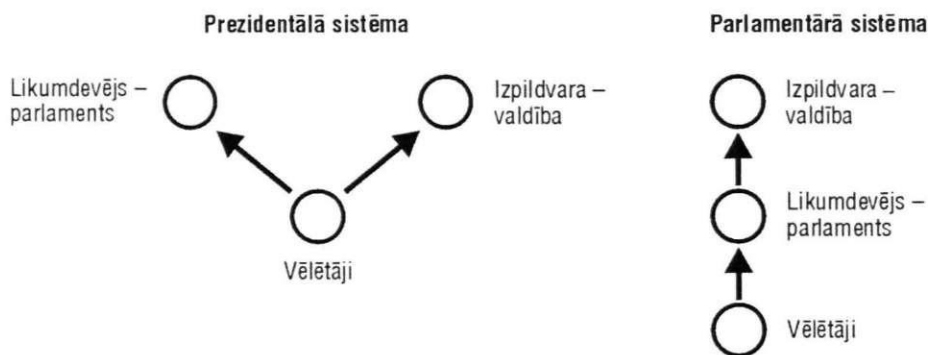 Prezidentālā sistēma
Likumdevējs –
parlaments
Izpildvara –
valdība
Vēlētāji
Parlamentārā sistēma
Izpildvara –
valdība
Likumdevējs –
parlaments
Vēlētāji